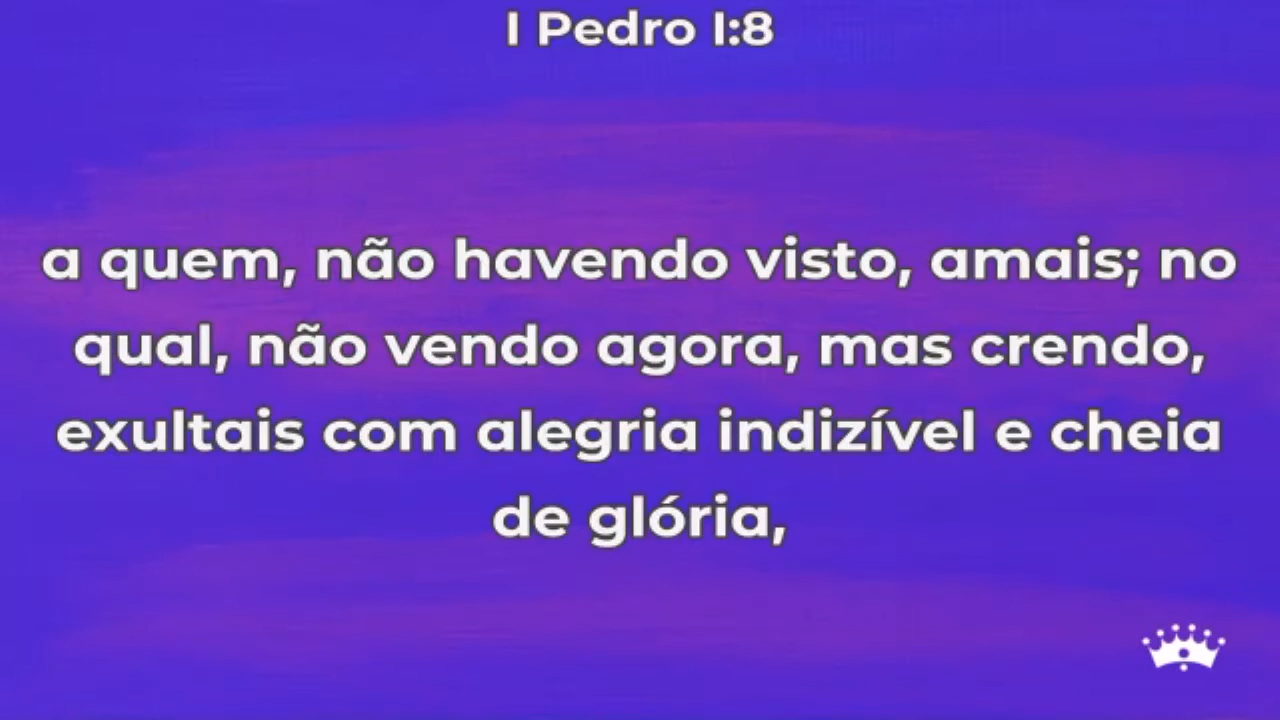 I Pedro I:8
a quem, não havendo visto, amais; no
qual, não vendo agora, mas crendo,
exultais com alegria indizível e cheia
de glória,